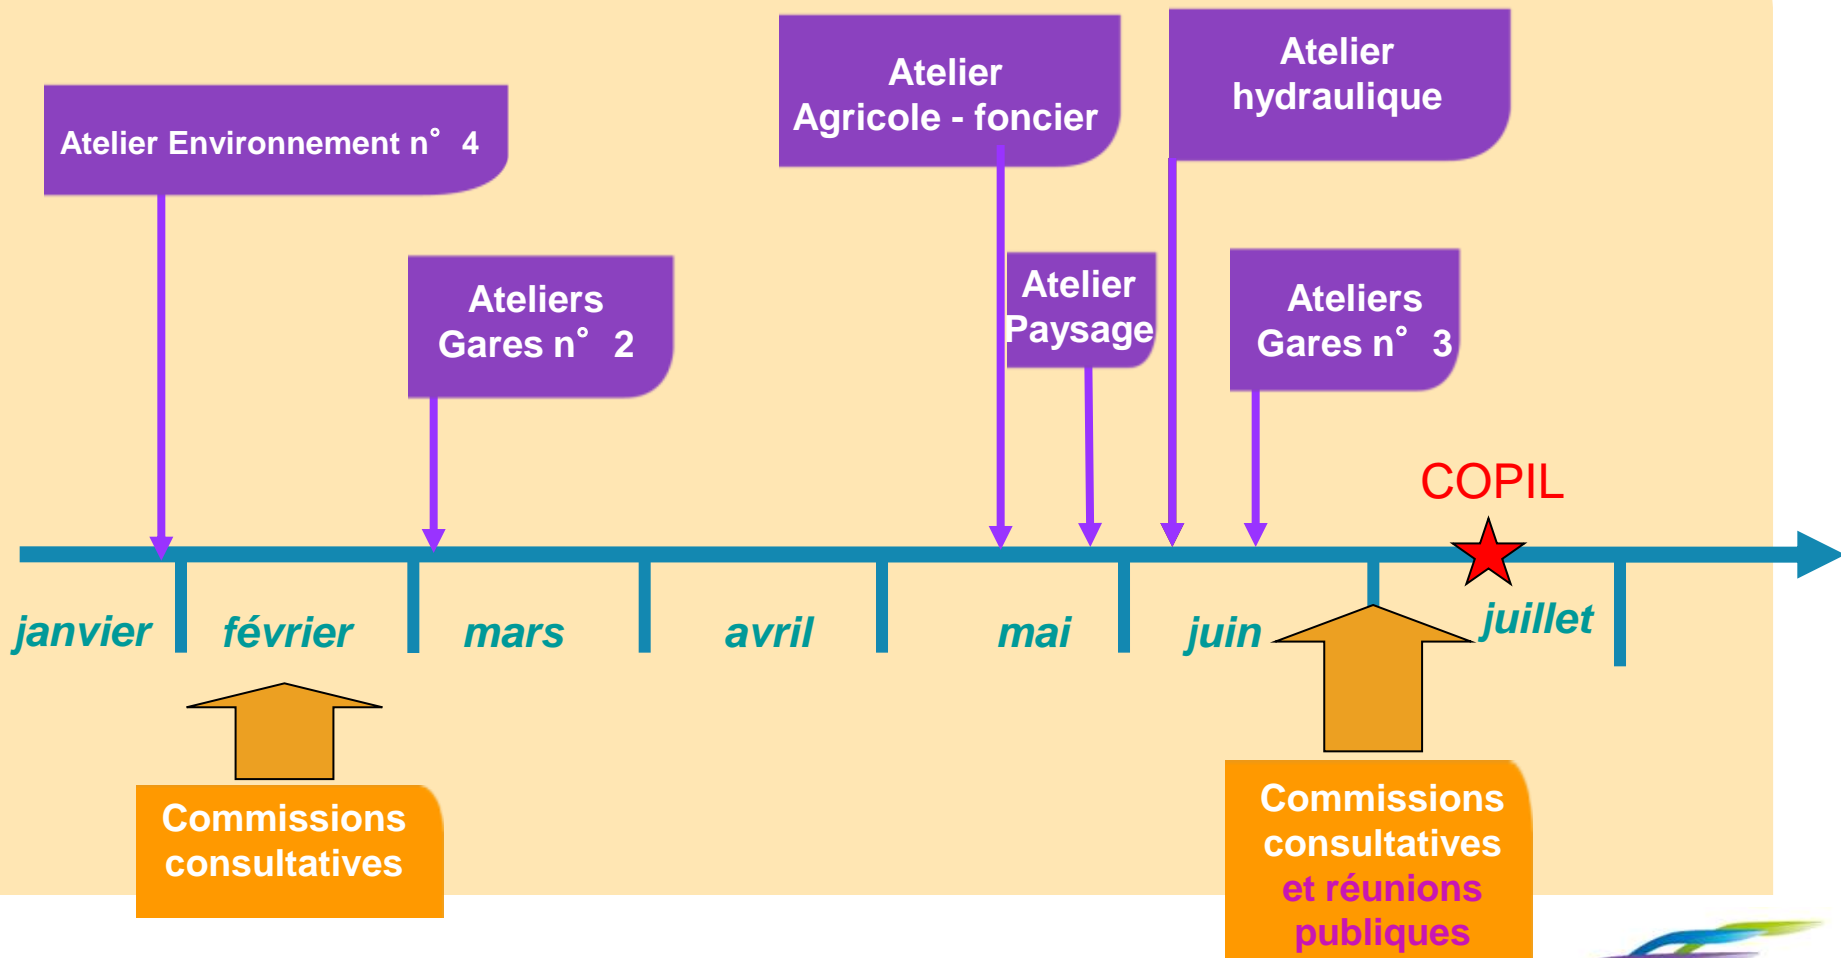 Atelier
hydraulique
Atelier
Agricole - foncier
Atelier Environnement n° 4
Ateliers
Gares n° 2
Atelier
Paysage
Ateliers
Gares n° 3
COPIL
janvier février mars avril mai juin juillet
Commissions
consultatives
Commissions
consultatives
et réunions
publiques